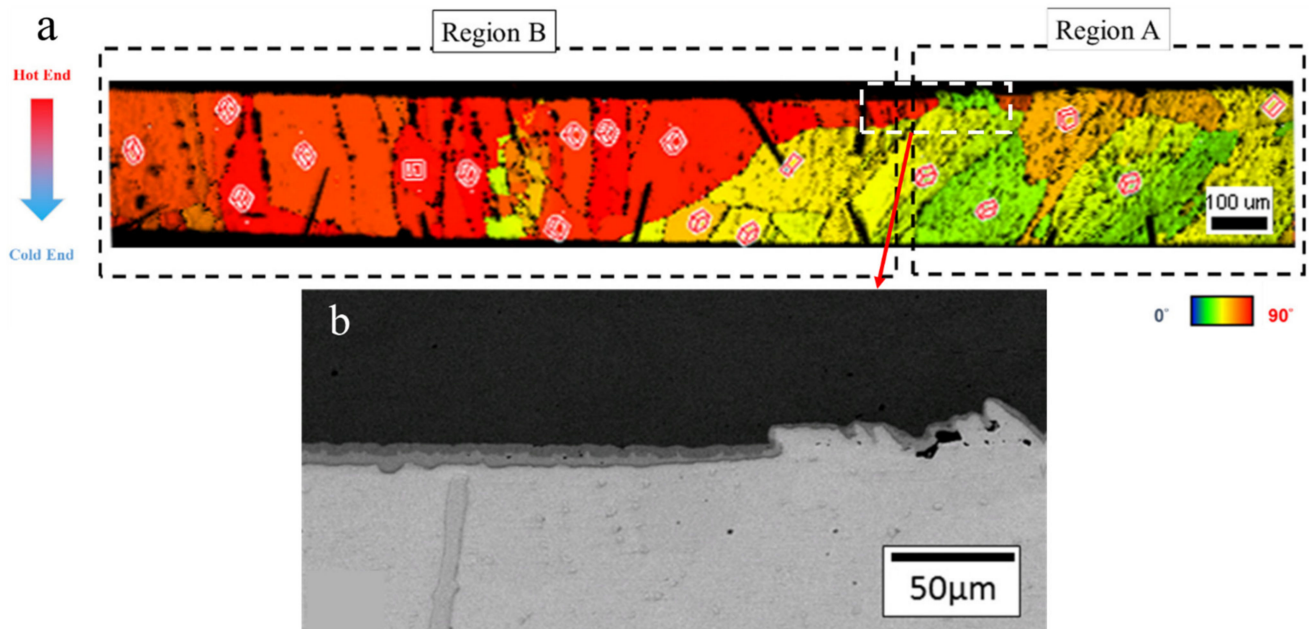 a
Region B
Region A
Hot End
Cold End
100 um
0°
90°
b
50μm